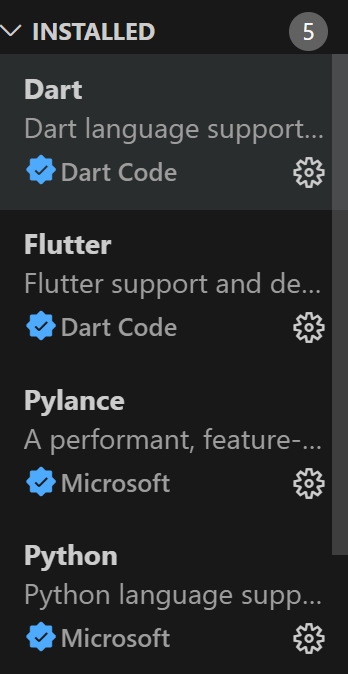 INSTALLED 5
Dart
Dart language support...
Dart Code
Flutter
Flutter support and de...
Dart Code
Pylance
A performant, feature-...
Microsoft
Python
Python language supp...
Microsoft